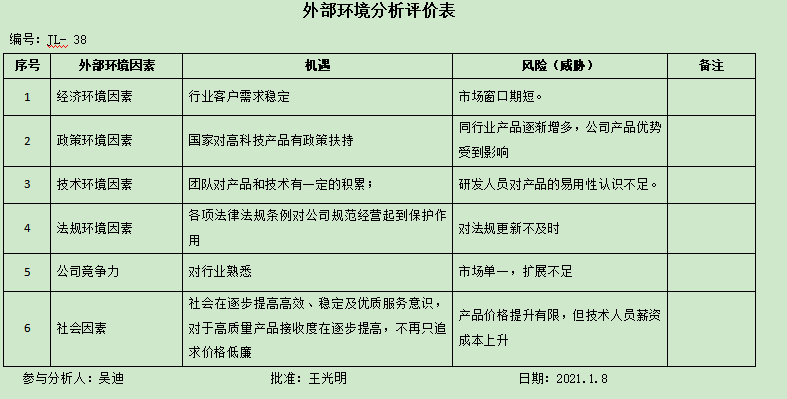 外部环境分析评价表
编号：JL- 38
序号 外部环境因素 机遇 风险（威胁） 备注
1 经济环境因素 行业客户需求稳定 市场窗口期短。
2 政策环境因素 国家对高科技产品有政策扶持 同行业产品逐渐增多，公司产品优势
受到影响
3 技术环境因素 团队对产品和技术有一定的积累； 研发人员对产品的易用性认识不足。
4 法规环境因素 各项法律法规条例对公司规范经营起到保护作
用 对法规更新不及时
5 公司竞争力 对行业熟悉 市场单一，扩展不足
6 社会因素 社会在逐步提高高效、稳定及优质服务意识，
对于高质量产品接收度在逐步提高，不再只追
求价格低廉 产品价格提升有限，但技术人员薪资
成本上升
参与分析人：吴迪 批准：王光明 日期：2021.1.8